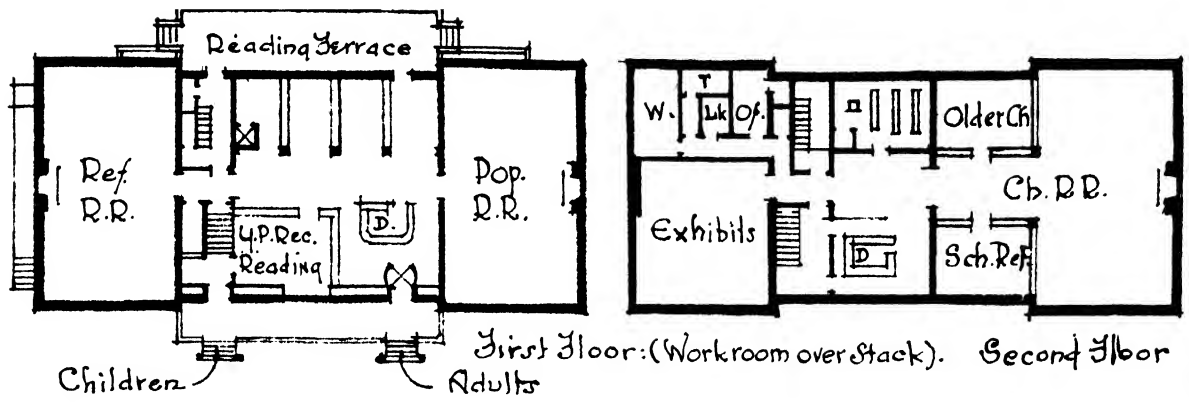 Reading Terrace
Ref.
R.R.
Pop.
R.R.
D.
Y.P. Rec.
Reading
Children
Adults
First Floor: (Workroom over Stack).
W.
T
Lk
Of.
Older Ch
Ch. R.R.
Exhibits
D
Sch. Ref.
Second Floor